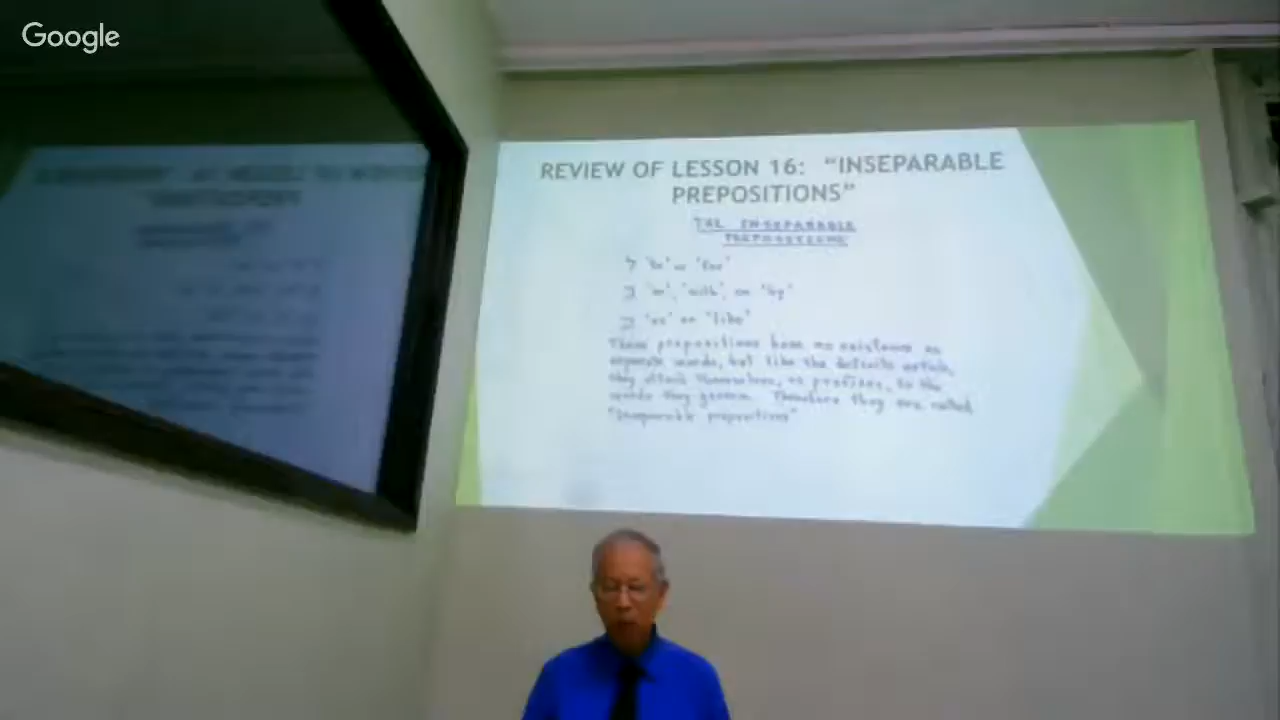 Google
REVIEW OF LESSON 16: “INSEPARABLE
PREPOSITIONS”
THE INSEPARABLE
PREPOSITIONS
ל 'to' or 'for'
ב 'in', 'with', or 'by'
כ 'as' or 'like'
These prepositions have no existence as
separate words, but like the definite article,
they attach themselves, as prefixes, to the
words they govern. Therefore they are called
"Inseparable prepositions"